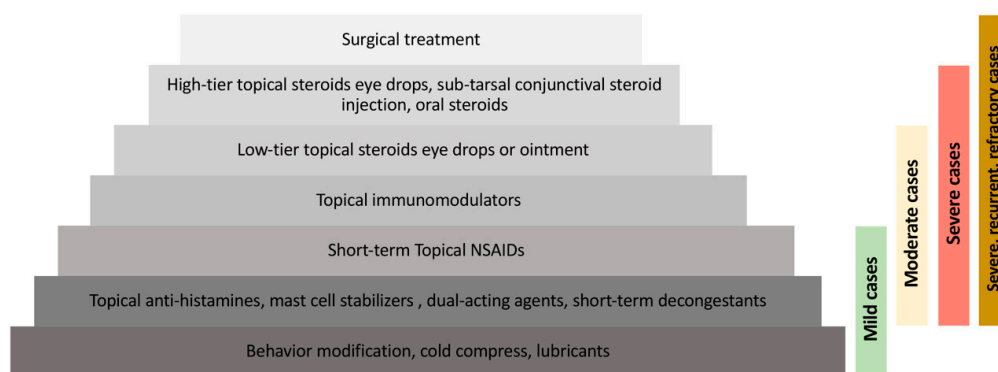 Surgical treatment
High-tier topical steroids eye drops, sub-tarsal conjunctival steroid
injection, oral steroids
Low-tier topical steroids eye drops or ointment
Topical immunomodulators
Short-term Topical NSAIDs
Topical anti-histamines, mast cell stabilizers , dual-acting agents, short-term decongestants
Behavior modification, cold compress, lubricants
Mild cases
Moderate cases
Severe cases
Severe, recurrent, refractory cases